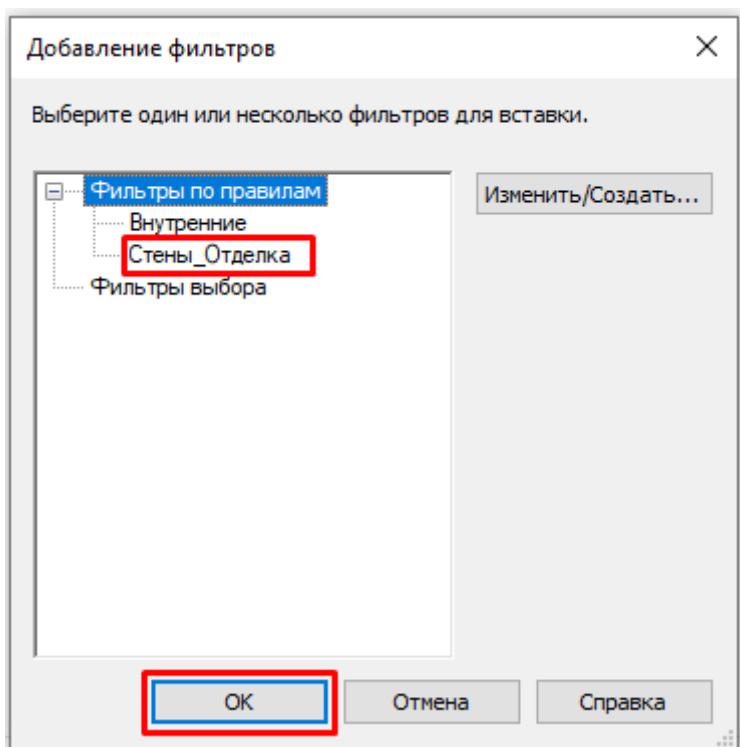 Добавление фильтров
Выберите один или несколько фильтров для вставки.
Фильтры по правилам
Изменить/Создать...
Внутренние
Стены_Отделка
Фильтры выбора
ОК
Отмена
Справка